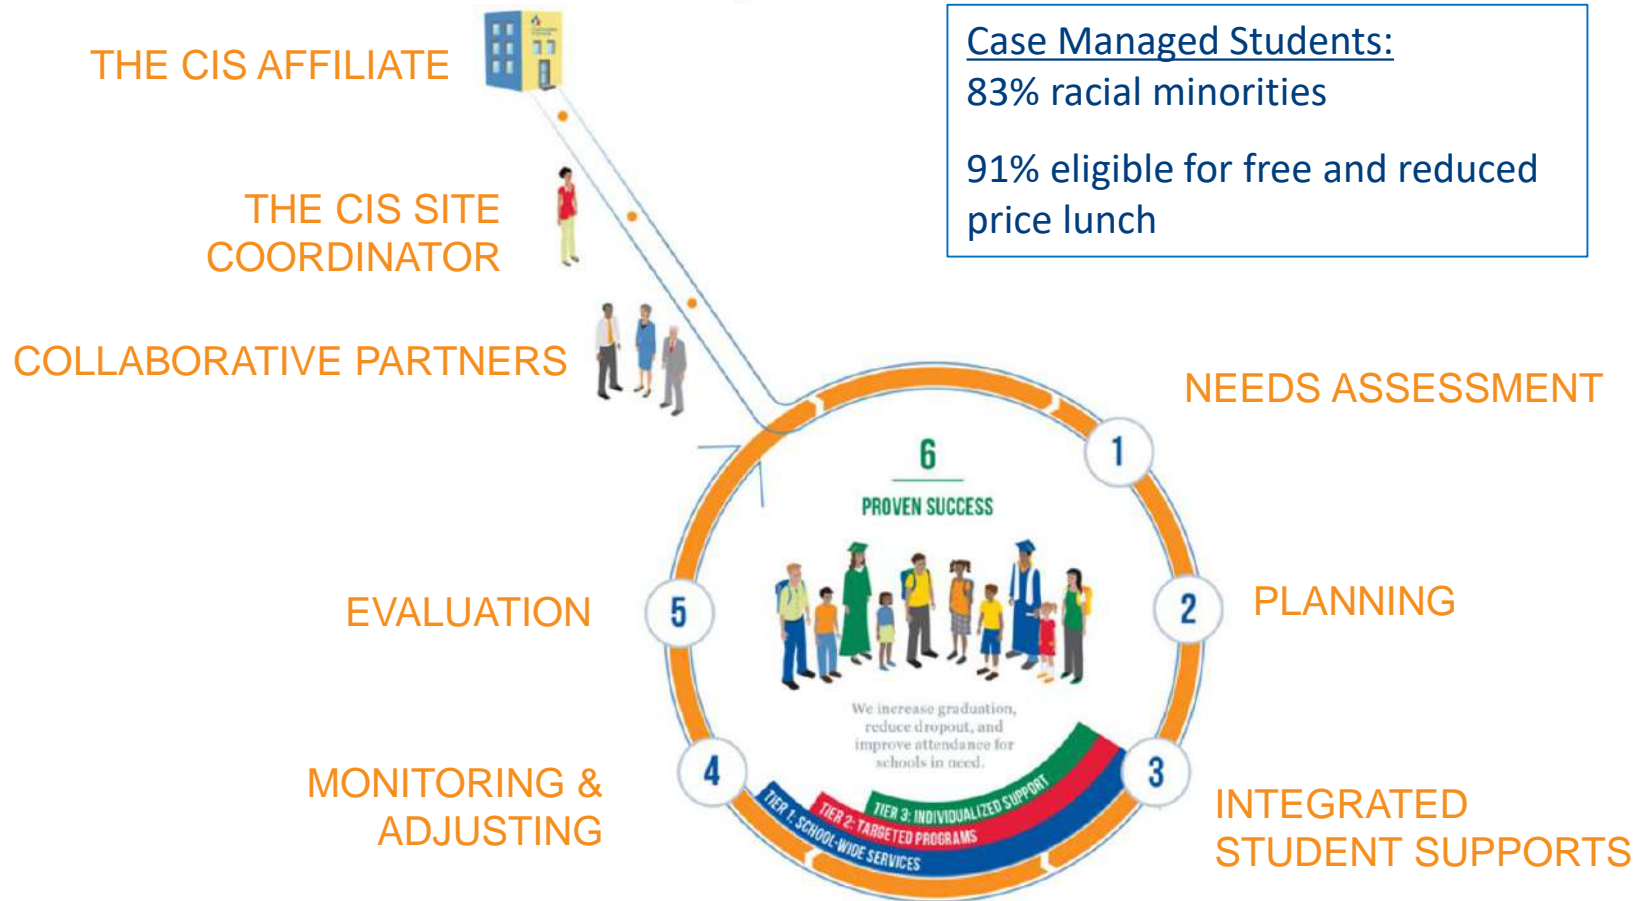 THE CIS AFFILIATE
Case Managed Students:
83% racial minorities
91% eligible for free and reduced
price lunch
THE CIS SITE
COORDINATOR
COLLABORATIVE PARTNERS
NEEDS ASSESSMENT
1
6
PROVEN SUCCESS
EVALUATION
5
2
PLANNING
We increase graduation,
reduce dropout, and
improve attendance for
schools in need.
MONITORING &
ADJUSTING
4
TIER 3: INDIVIDUALIZED SUPPORT
TIER 2: TARGETED PROGRAMS
TIER 1: SCHOOL-WIDE SERVICES
3
INTEGRATED
STUDENT SUPPORTS